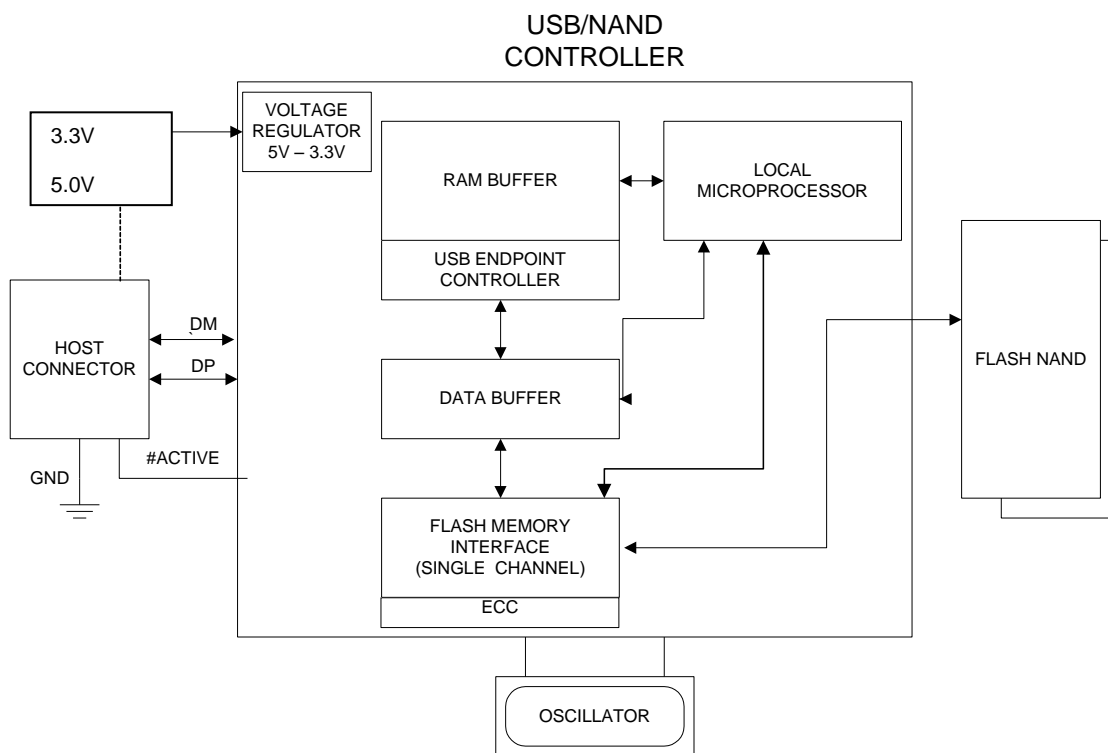 USB/NAND
CONTROLLER
VOLTAGE
REGULATOR
5V – 3.3V
3.3V
5.0V
RAM BUFFER
LOCAL
MICROPROCESSOR
USB ENDPOINT
CONTROLLER
HOST
CONNECTOR
`DM
DP
#ACTIVE
GND
DATA BUFFER
FLASH NAND
FLASH MEMORY
INTERFACE
(SINGLE CHANNEL)
ECC
OSCILLATOR